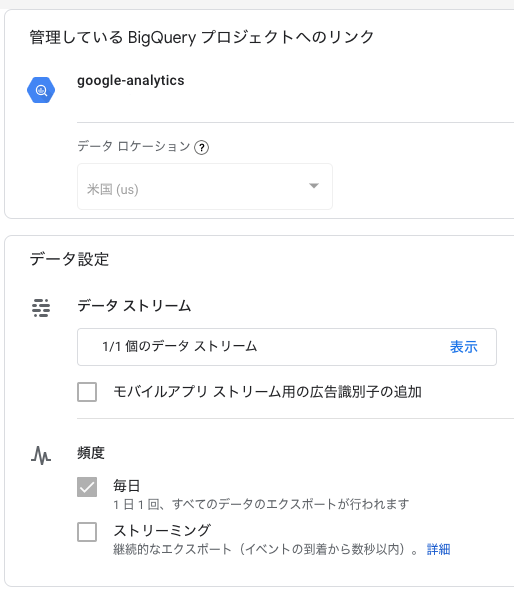 管理している BigQuery プロジェクトへのリンク
google-analytics
データ ロケーション ?
米国 (us)
データ設定
データ ストリーム
1/1 個のデータ ストリーム 表示
モバイルアプリ ストリーム用の広告識別子の追加
頻度
毎日
1 日 1 回、すべてのデータのエクスポートが行われます
ストリーミング
継続的なエクスポート（イベントの到着から数秒以内）。 詳細